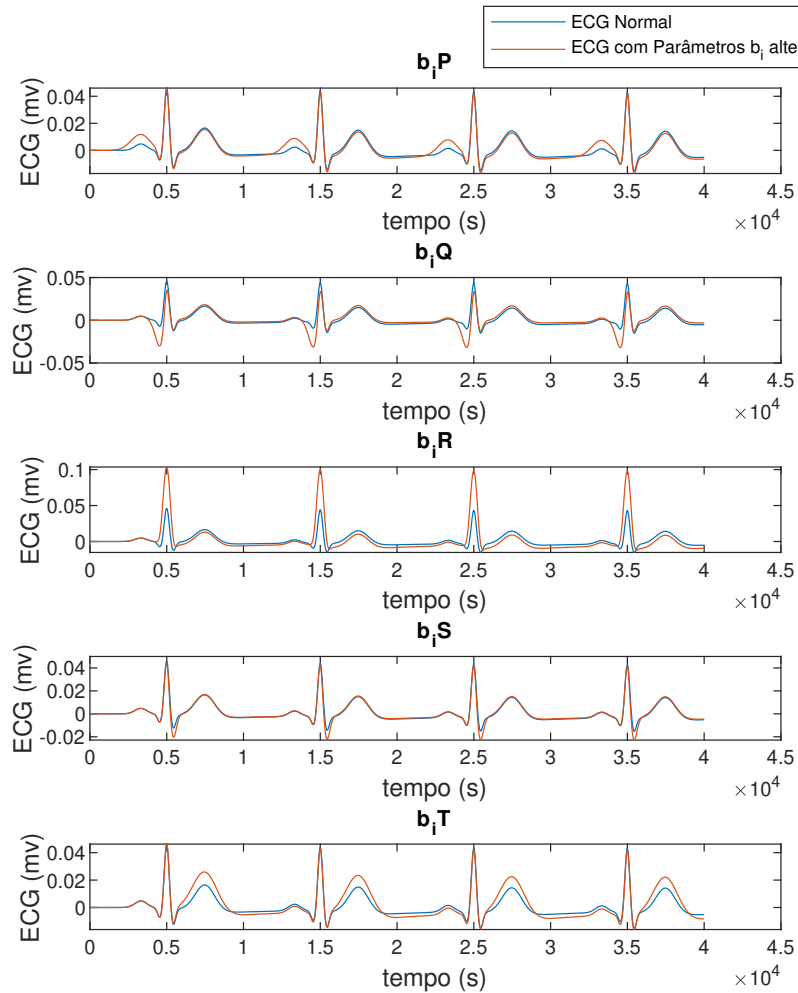 ECG Normal
ECG com Parâmetros b_i alte
b_iP
ECG (mv)
0.04
0.02
0
0 0.5 1 1.5 2 2.5 3 3.5 4 4.5
tempo (s)
×10^4
b_iQ
ECG (mv)
0.05
0
-0.05
0 0.5 1 1.5 2 2.5 3 3.5 4 4.5
tempo (s)
×10^4
b_iR
ECG (mv)
0.1
0.05
0
0 0.5 1 1.5 2 2.5 3 3.5 4 4.5
tempo (s)
×10^4
b_iS
ECG (mv)
0.04
0.02
0
-0.02
0 0.5 1 1.5 2 2.5 3 3.5 4 4.5
tempo (s)
×10^4
b_iT
ECG (mv)
0.04
0.02
0
0 0.5 1 1.5 2 2.5 3 3.5 4 4.5
tempo (s)
×10^4